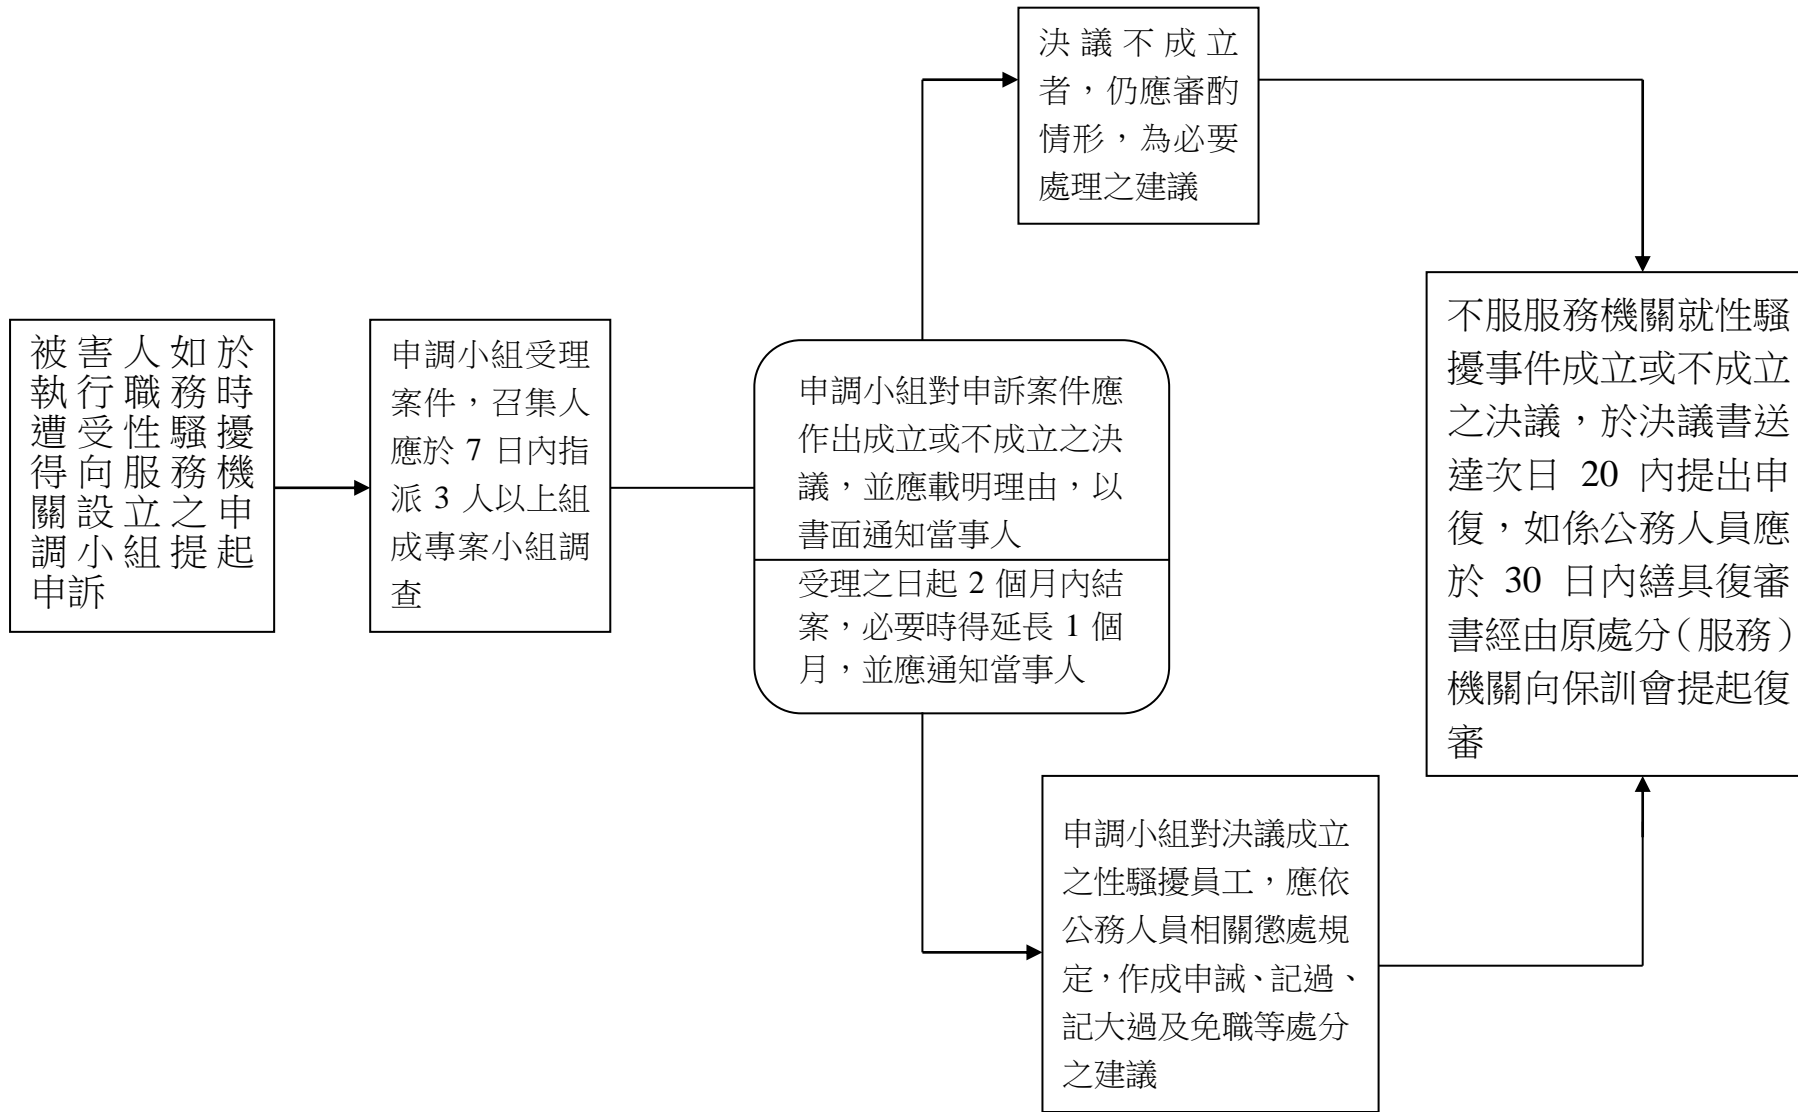 被害人如於
執行職務時
遭受性騷擾
得向服務機
關設立之申
調小組提起
申訴
申調小組受理
案件，召集人
應於 7 日內指
派 3 人以上組
成專案小組調
查
申調小組對申訴案件應
作出成立或不成立之決
議，並應載明理由，以
書面通知當事人
受理之日起 2 個月內結
案，必要時得延長 1 個
月，並應通知當事人
決議不成立
者，仍應審酌
情形，為必要
處理之建議
申調小組對決議成立
之性騷擾員工，應依
公務人員相關懲處規
定，作成申誡、記過、
記大過及免職等處分
之建議
不服服務機關就性騷
擾事件成立或不成立
之決議，於決議書送
達次日 20 內提出申
復，如係公務人員應
於 30 日內繕具復審
書經由原處分（服務）
機關向保訓會提起復
審